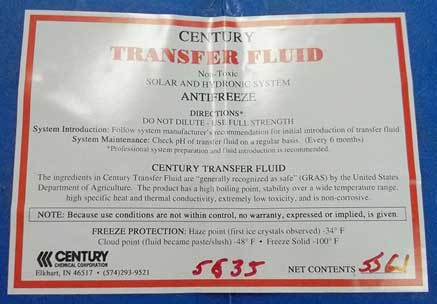 CENTURY
TRANSFER FLUID
Non-Toxic
SOLAR AND HYDRONIC SYSTEM
ANTIFREEZE
DIRECTIONS*
DO NOT DILUTE - USE FULL STRENGTH
System Introduction: Follow system manufacturer's recommendation for initial introduction of transfer fluid.
System Maintenance: Check pH of transfer fluid on a regular basis. (Every 6 months)
*Professional system preparation and fluid introduction is recommended.
CENTURY TRANSFER FLUID
The ingredients in Century Transfer Fluid are "generally recognized as safe" (GRAS) by the United States
Department of Agriculture. The product has a high boiling point, stability over a wide temperature range,
high specific heat and thermal conductivity, extremely low toxicity, and is non-corrosive.
NOTE: Because use conditions are not within control, no warranty, expressed or implied, is given.
FREEZE PROTECTION: Haze point (first ice crystals observed) -34° F
Cloud point (fluid became paste/slush) -48° F • Freeze Solid -100° F
CENTURY
CHEMICAL CORPORATION
Elkhart, IN 46517 • (574)293-9521
5635
NET CONTENTS 55G